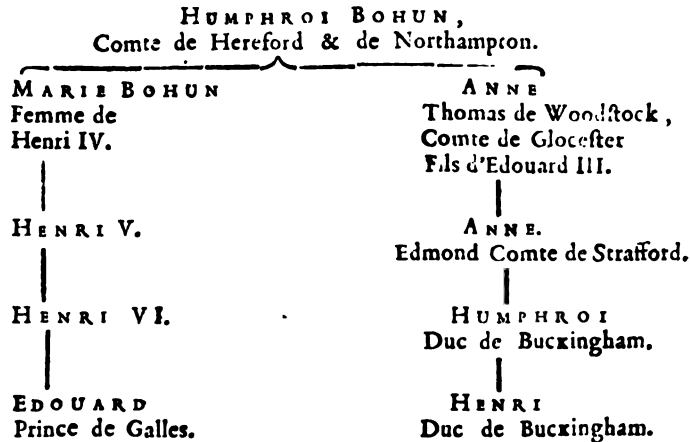 HUMPHROI BOHUN,
Comte de Hereford & de Northampton.
MARIE BOHUN
Femme de
Henri IV.
HENRI V.
HENRI VI.
EDOUARD
Prince de Galles.
ANNE
Thomas de Woodſtock,
Comte de Gloceſter
Fils d'Edouard III.
ANNE.
Edmond Comte de Strafford.
HUMPHROI
Duc de Buckingham.
HENRI
Duc de Buckingham.